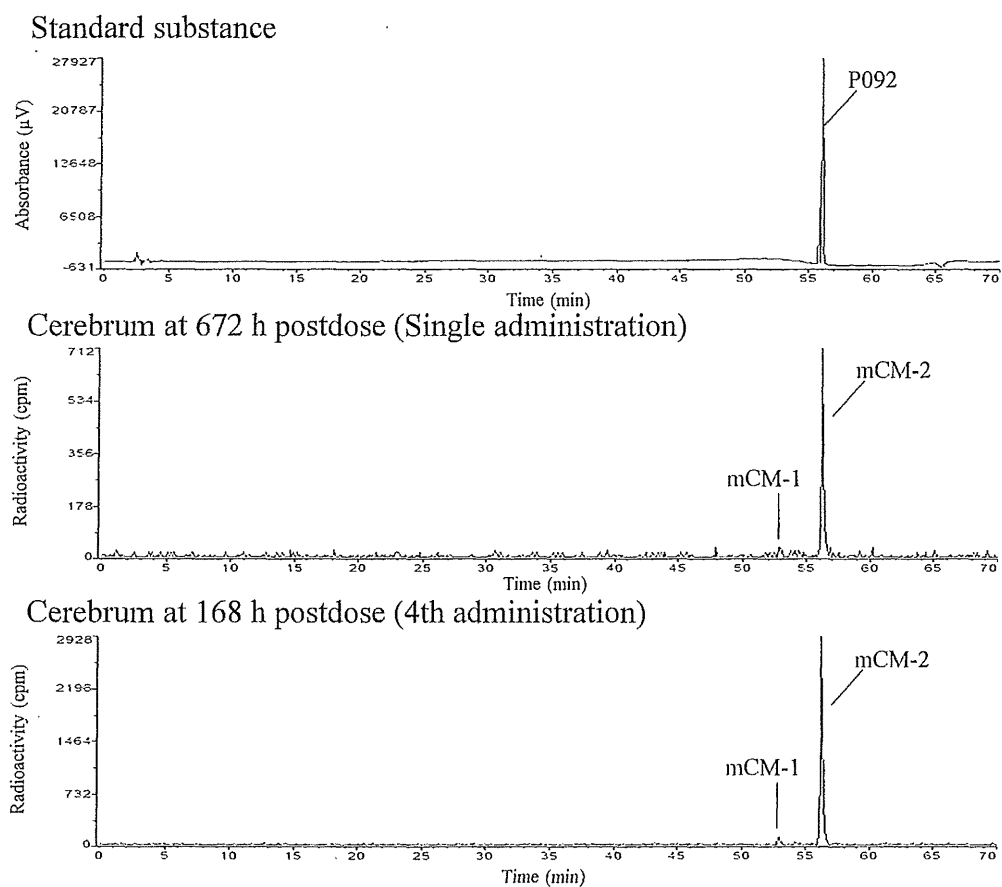 Standard substance
27927
20787
13648
6508
-631
Absorbance (μV)
P092
0 5 10 15 20 25 30 35 40 45 50 55 60 65 70
Time (min)
Cerebrum at 672 h postdose (Single administration)
712
534
356
178
0
Radioactivity (cpm)
mCM-2
mCM-1
0 5 10 15 20 25 30 35 40 45 50 55 60 65 70
Time (min)
Cerebrum at 168 h postdose (4th administration)
2928
2196
1464
732
0
Radioactivity (cpm)
mCM-2
mCM-1
0 5 10 15 20 25 30 35 40 45 50 55 60 65 70
Time (min)